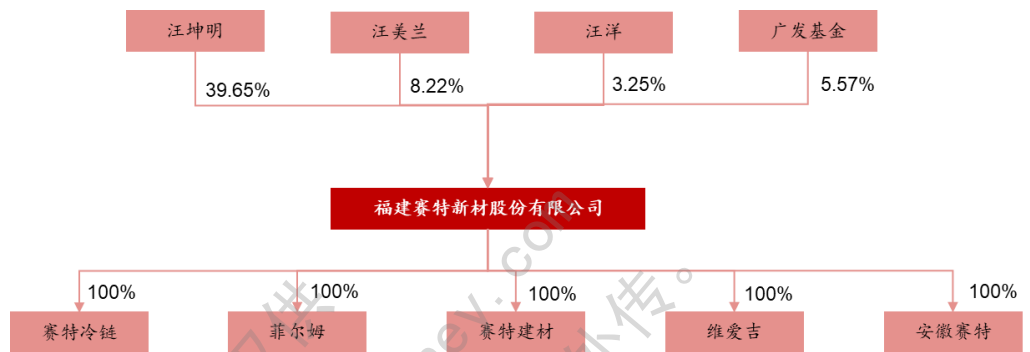 汪坤明 汪美兰 汪洋 广发基金
39.65% 8.22% 3.25% 5.57%
福建赛特新材股份有限公司
100% 100% 100% 100% 100%
赛特冷链 菲尔姆 赛特建材 维爱吉 安徽赛特